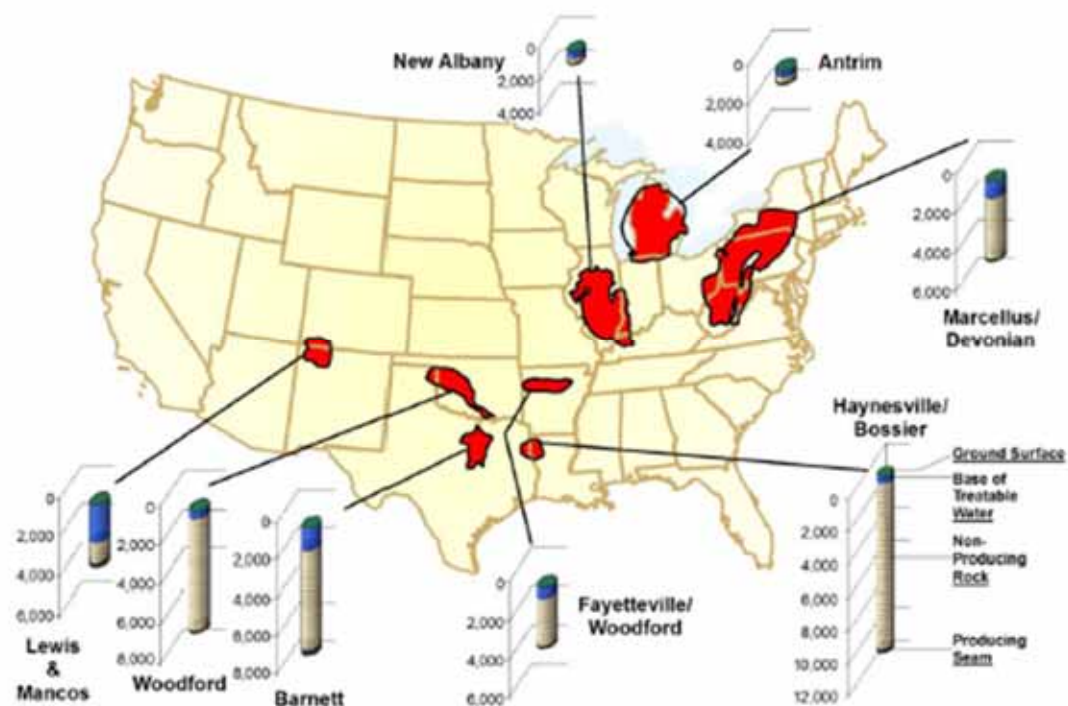 New Albany
0
2,000
4,000
Antrim
0
2,000
4,000
0
2,000
4,000
6,000
Marcellus/
Devonian
Haynesville/
Bossier
Ground Surface
Base of
Treatable
Water
Non-
Producing
Rock
Producing
Seam
0
2,000
4,000
6,000
8,000
10,000
12,000
0
2,000
4,000
6,000
Lewis
&
Mancos
0
2,000
4,000
6,000
8,000
Woodford
0
2,000
4,000
6,000
8,000
Barnett
0
2,000
4,000
6,000
Fayetteville/
Woodford